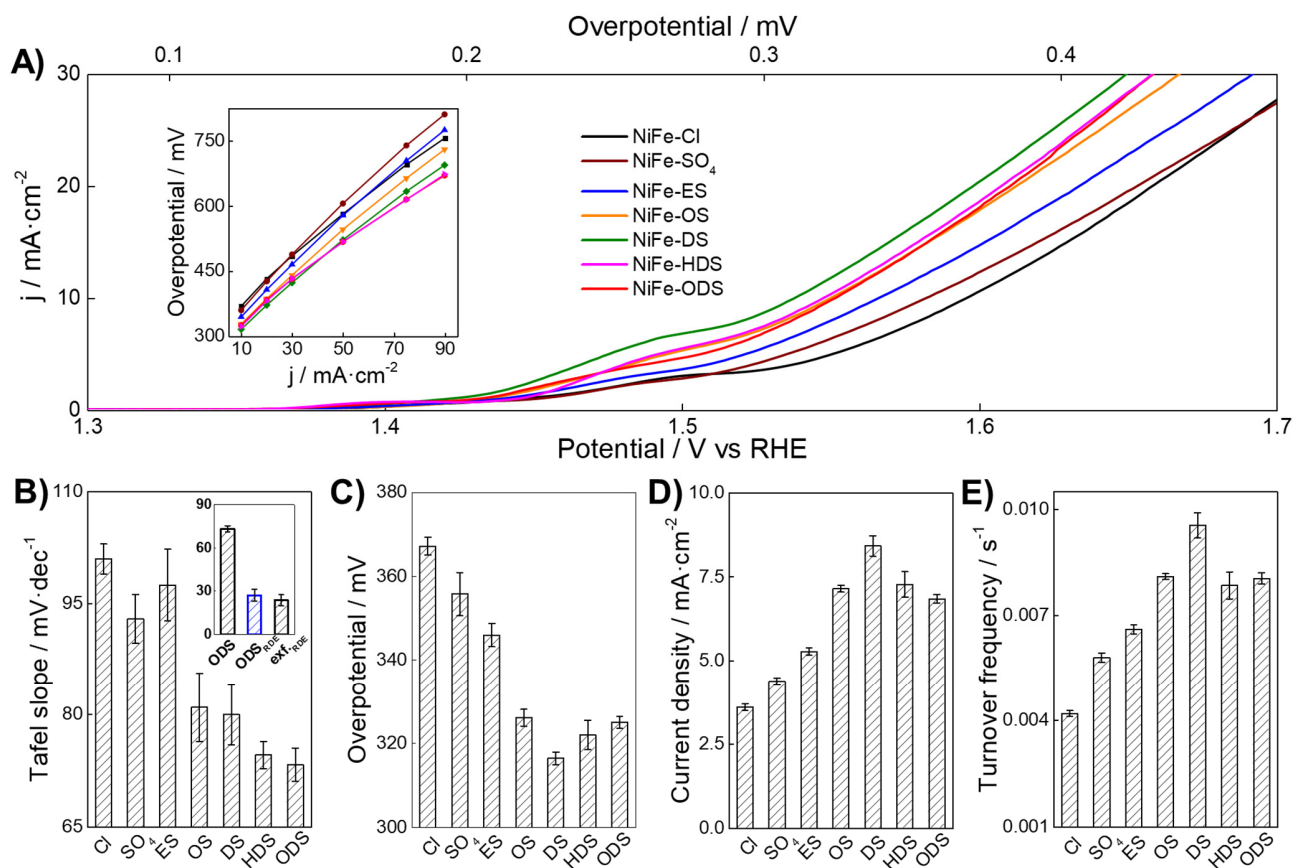 Overpotential / mV
0.1 0.2 0.3 0.4
A)
30
20
10
0
j / mA·cm-2
1.3 1.4 1.5 1.6 1.7
Potential / V vs RHE
NiFe-Cl
NiFe-SO4
NiFe-ES
NiFe-OS
NiFe-DS
NiFe-HDS
NiFe-ODS
Overpotential / mV
750
600
450
300
10 30 50 70 90
j / mA·cm-2
B)
Tafel slope / mV·dec-1
110
95
80
65
Cl SO4 ES OS DS HDS ODS
90
60
30
0
ODS ODS RDE exf. RDE
C)
Overpotential / mV
380
360
340
320
300
Cl SO4 ES OS DS HDS ODS
D)
Current density / mA·cm-2
10.0
7.5
5.0
2.5
0.0
Cl SO4 ES OS DS HDS ODS
E)
Turnover frequency / s-1
0.010
0.007
0.004
0.001
Cl SO4 ES OS DS HDS ODS